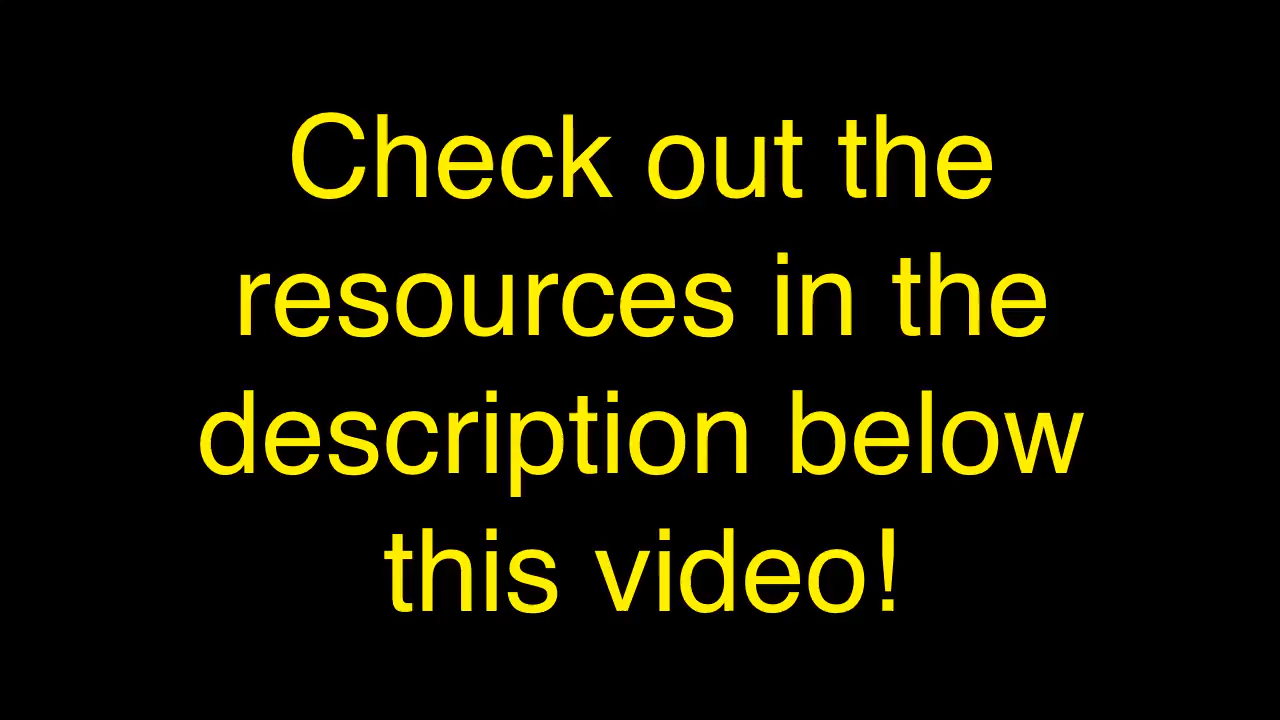 Check out the
resources in the
description below
this video!